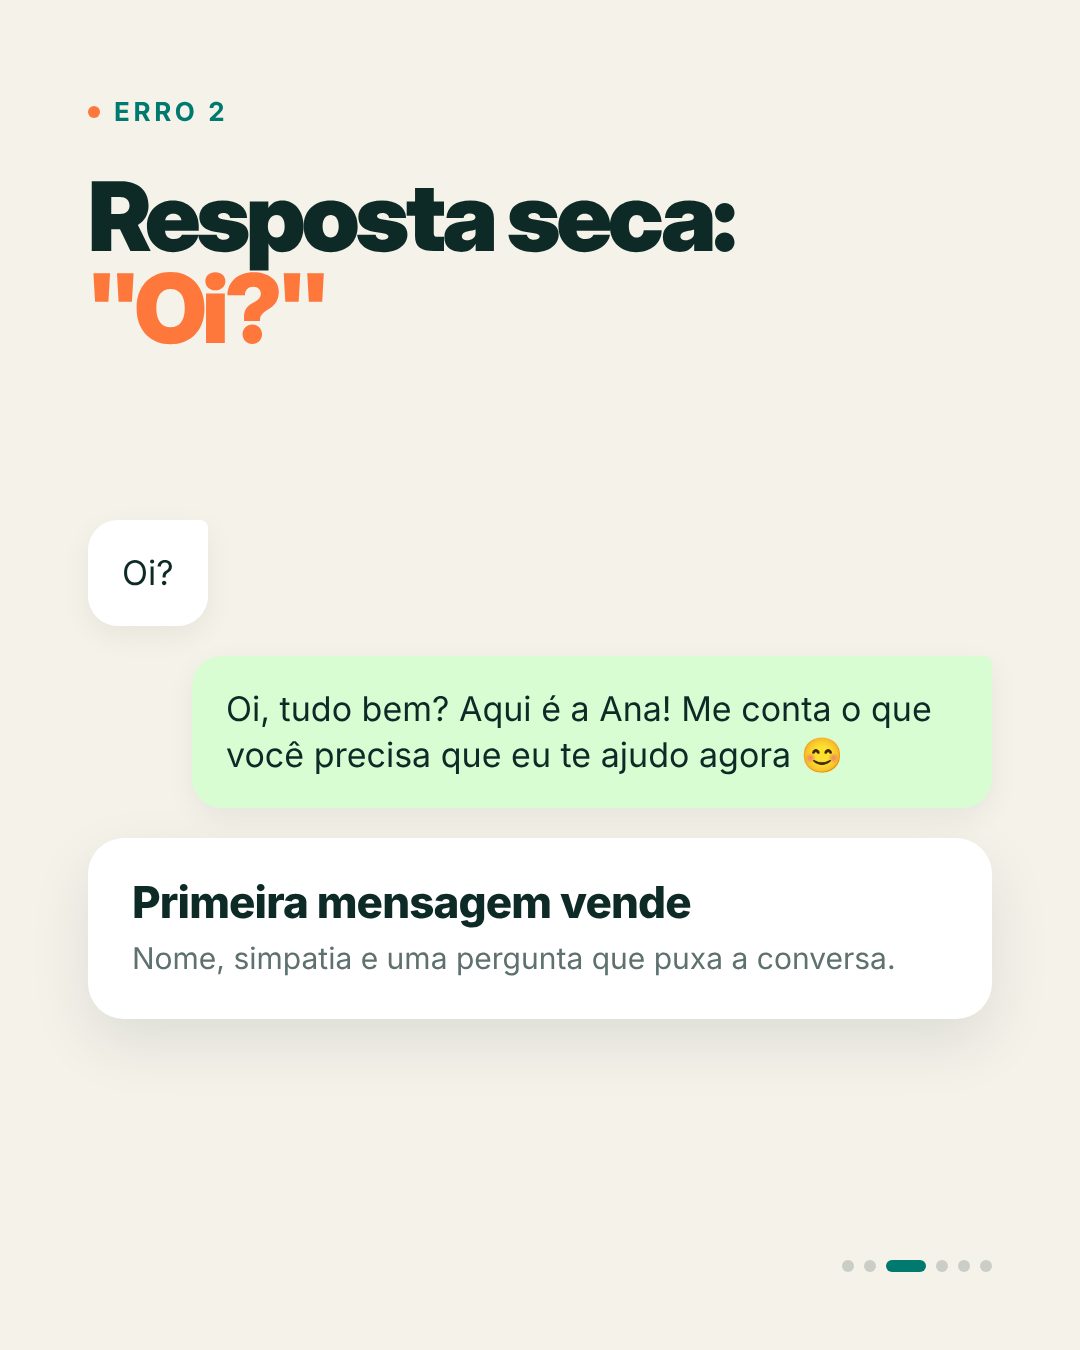 ERRO 2
Resposta seca:
"Oi?"
Oi?
Oi, tudo bem? Aqui é a Ana! Me conta o que
você precisa que eu te ajudo agora 😊
Primeira mensagem vende
Nome, simpatia e uma pergunta que puxa a conversa.